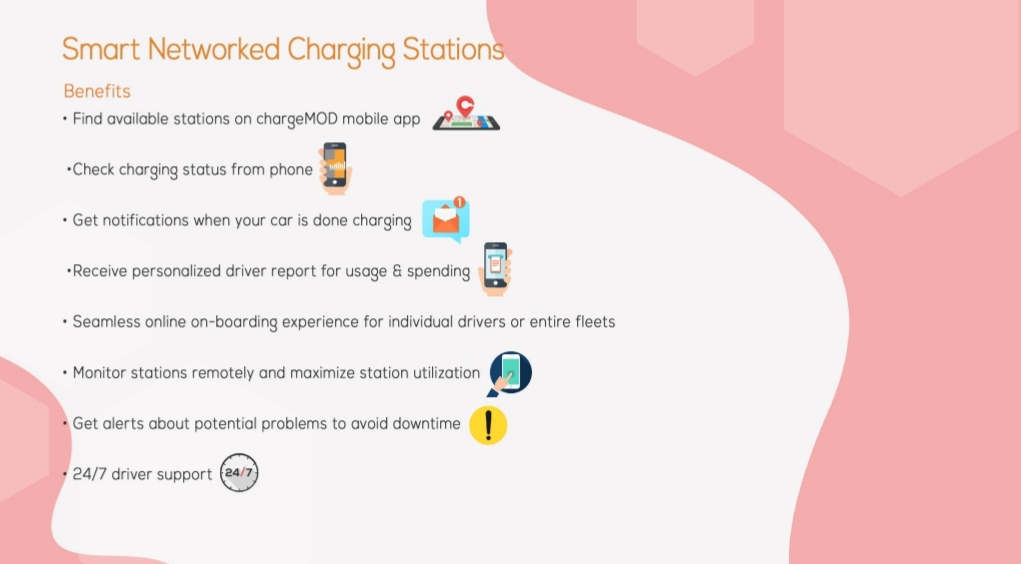 Smart Networked Charging Stations
Benefits
• Find available stations on chargeMOD mobile app
•Check charging status from phone
• Get notifications when your car is done charging
1
•Receive personalized driver report for usage & spending
• Seamless online on-boarding experience for individual drivers or entire fleets
• Monitor stations remotely and maximize station utilization
• Get alerts about potential problems to avoid downtime
!
• 24/7 driver support
24/7